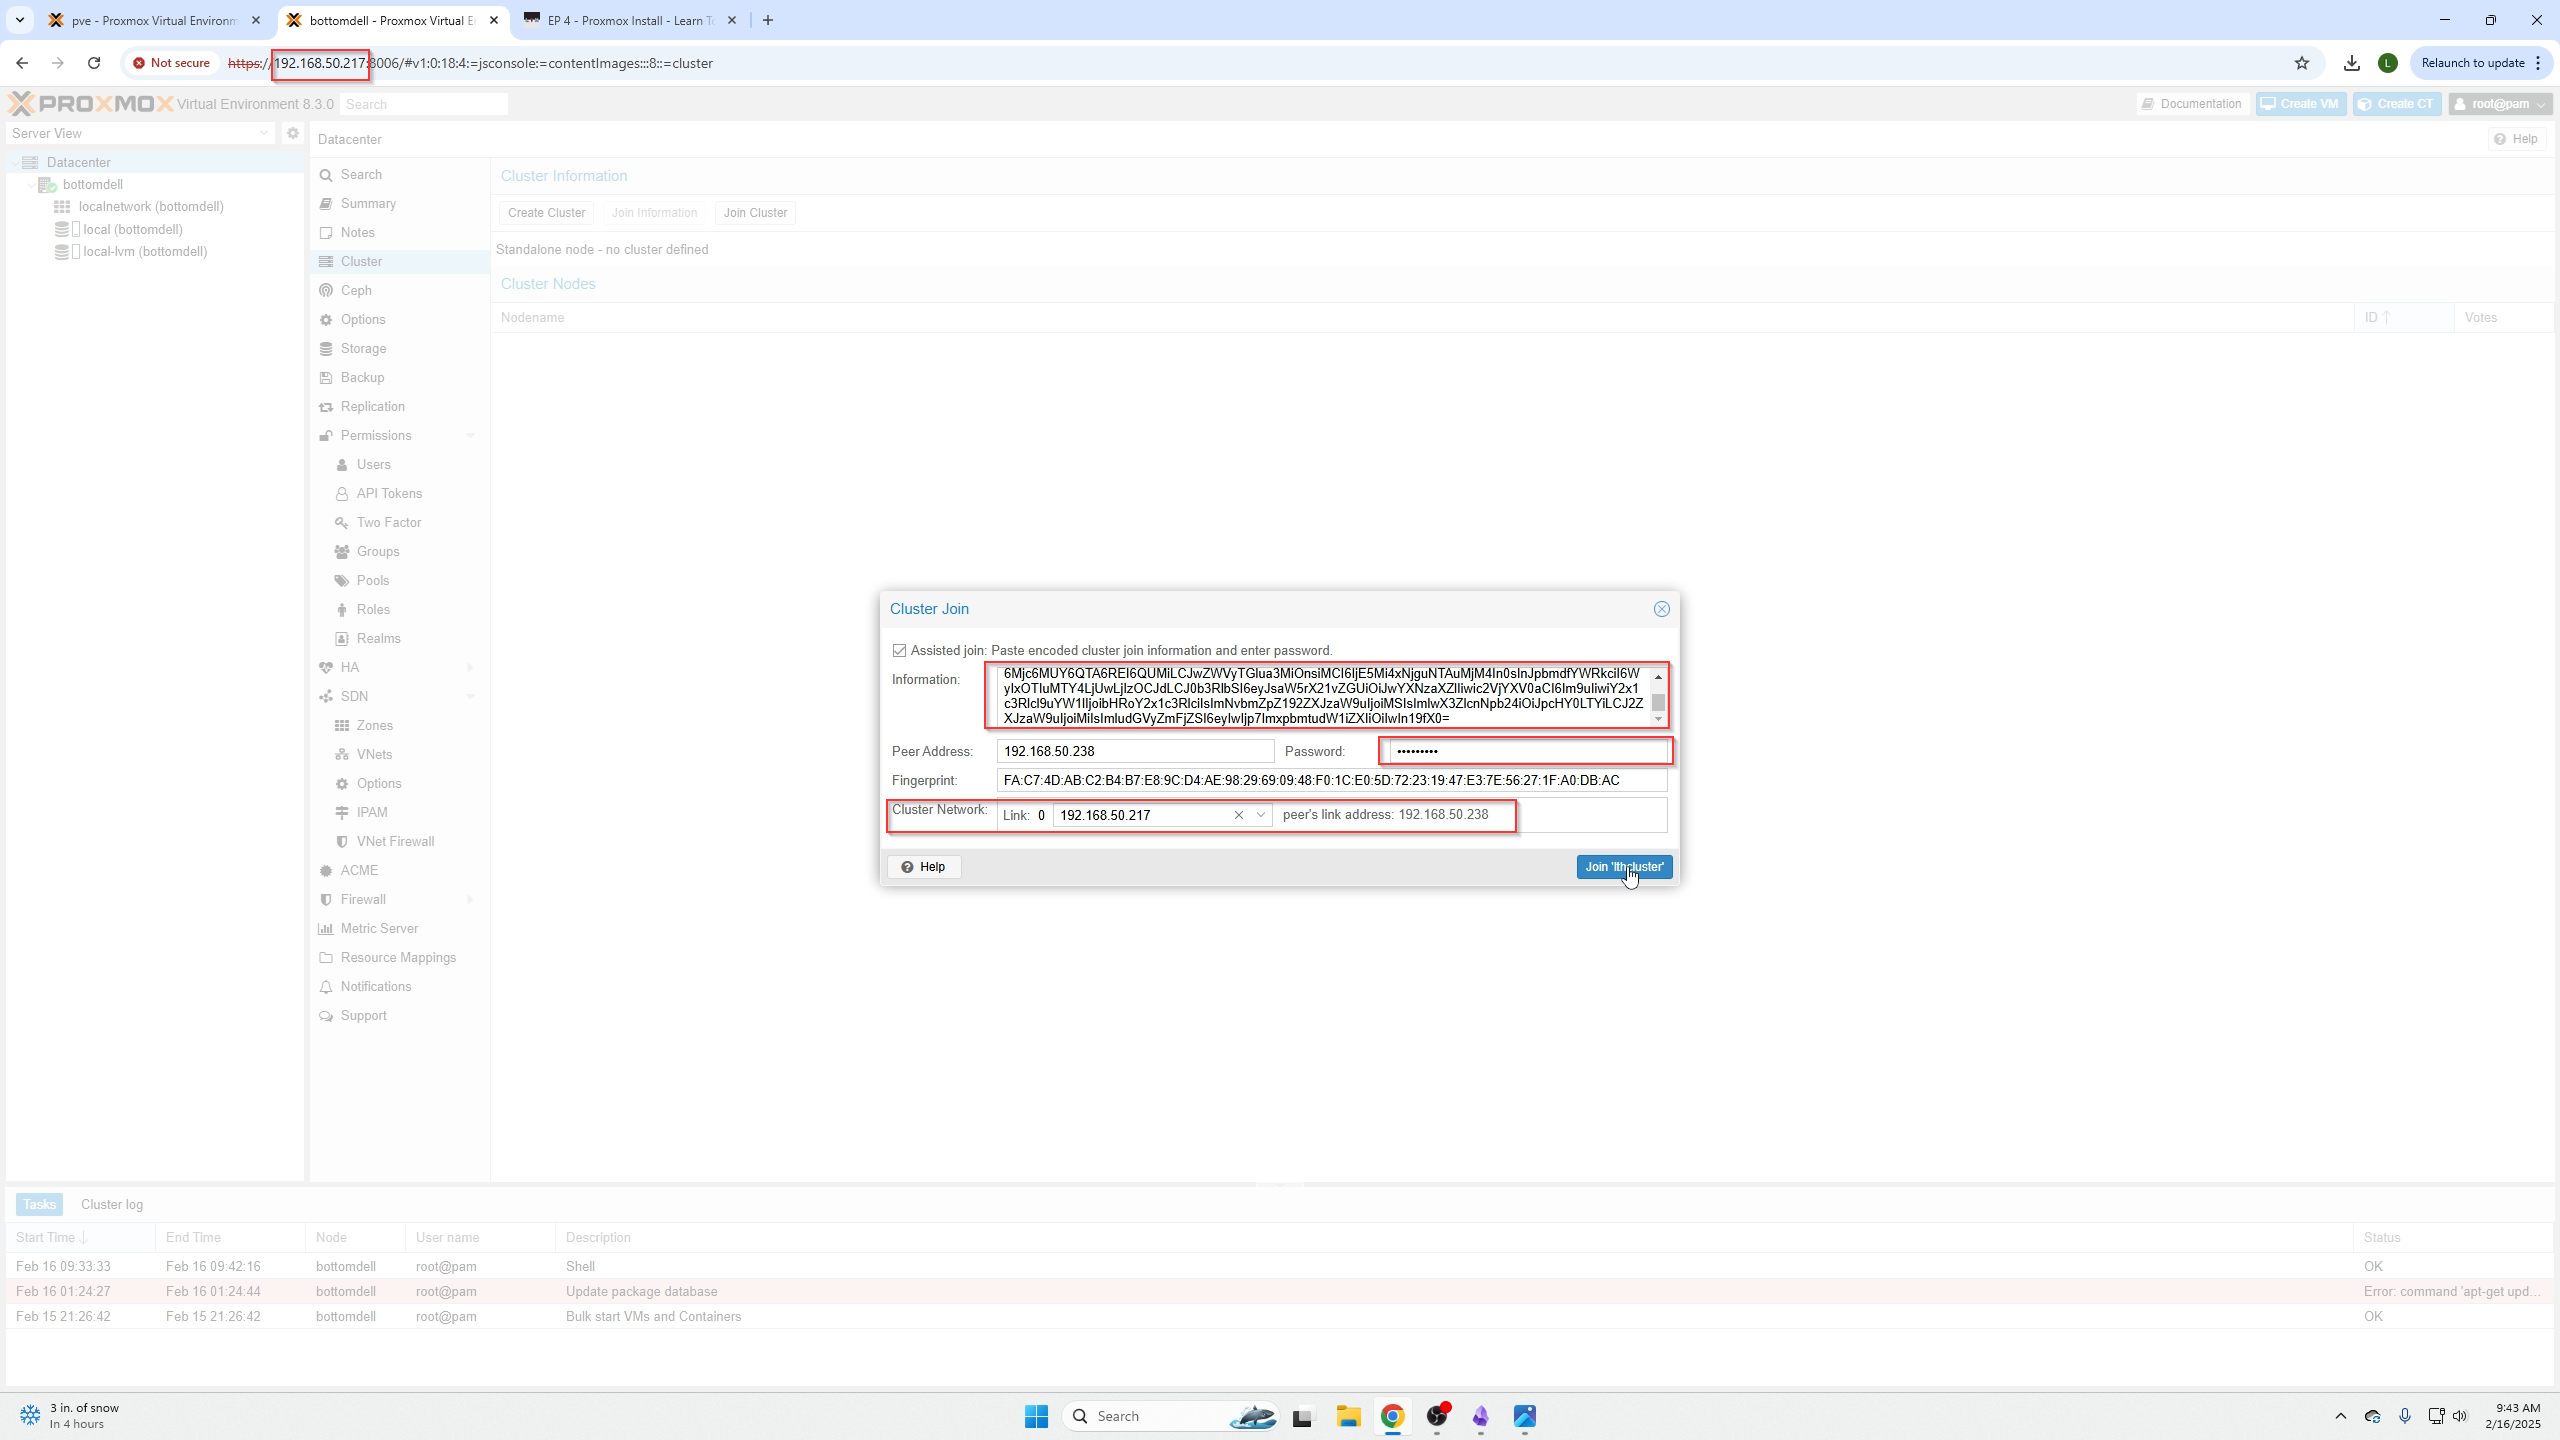 pve - Proxmox Virtual Environm
bottomdell - Proxmox Virtual E
EP 4 - Proxmox Install - Learn T
Not secure
https://192.168.50.217:8006/#v1:0:18:4:=jsconsole:=contentImages:::8::=cluster
L
Relaunch to update
PROXMOX Virtual Environment 8.3.0
Search
Documentation
Create VM
Create CT
root@pam
Server View
Datacenter
Help
Datacenter
bottomdell
localnetwork (bottomdell)
local (bottomdell)
local-lvm (bottomdell)
Search
Summary
Notes
Cluster
Ceph
Options
Storage
Backup
Replication
Permissions
Users
API Tokens
Two Factor
Groups
Pools
Roles
Realms
HA
SDN
Zones
VNets
Options
IPAM
VNet Firewall
ACME
Firewall
Metric Server
Resource Mappings
Notifications
Support
Cluster Information
Create Cluster
Join Information
Join Cluster
Standalone node - no cluster defined
Cluster Nodes
Nodename
ID
Votes
Cluster Join
Assisted join: Paste encoded cluster join information and enter password.
Information:
Peer Address:
192.168.50.238
Password:
•••••••••
Fingerprint:
FA:C7:4D:AB:C2:B4:B7:E8:9C:D4:AE:98:29:69:09:48:F0:1C:E0:5D:72:23:19:47:E3:7E:56:27:1F:A0:DB:AC
Cluster Network:
Link: 0
192.168.50.217
peer's link address: 192.168.50.238
Help
Join 'lthcluster'
Tasks
Cluster log
Start Time
End Time
Node
User name
Description
Status
Feb 16 09:33:33
Feb 16 09:42:16
bottomdell
root@pam
Shell
OK
Feb 16 01:24:27
Feb 16 01:24:44
bottomdell
root@pam
Update package database
Error: command 'apt-get upd...
Feb 15 21:26:42
Feb 15 21:26:42
bottomdell
root@pam
Bulk start VMs and Containers
OK
3 in. of snow
In 4 hours
Search
9:43 AM
2/16/2025